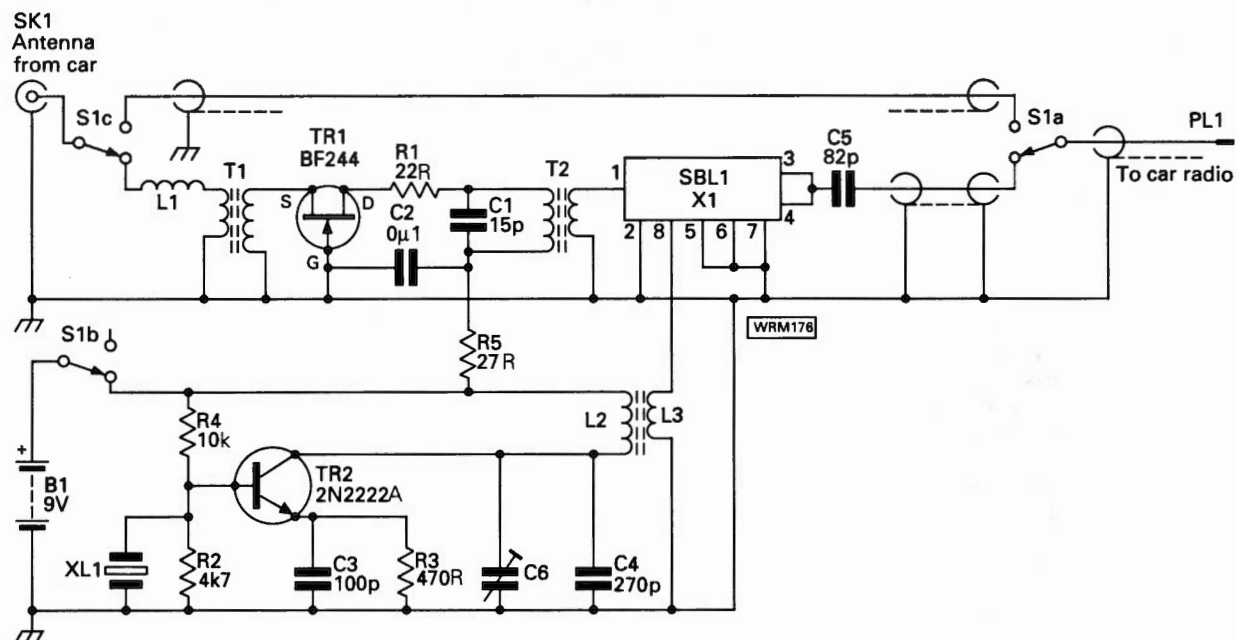 SK1
Antenna
from car
S1c
S1a
PL1
To car radio
TR1
BF244
R1
22R
T1
L1
S
D
G
C2
0µ1
C1
15p
T2
1
SBL1
X1
3
4
2
8
5
6
7
C5
82p
WRM176
S1b
R5
27R
L2
L3
R4
10k
TR2
2N2222A
+
B1
9V
XL1
R2
4k7
C3
100p
R3
470R
C6
C4
270p